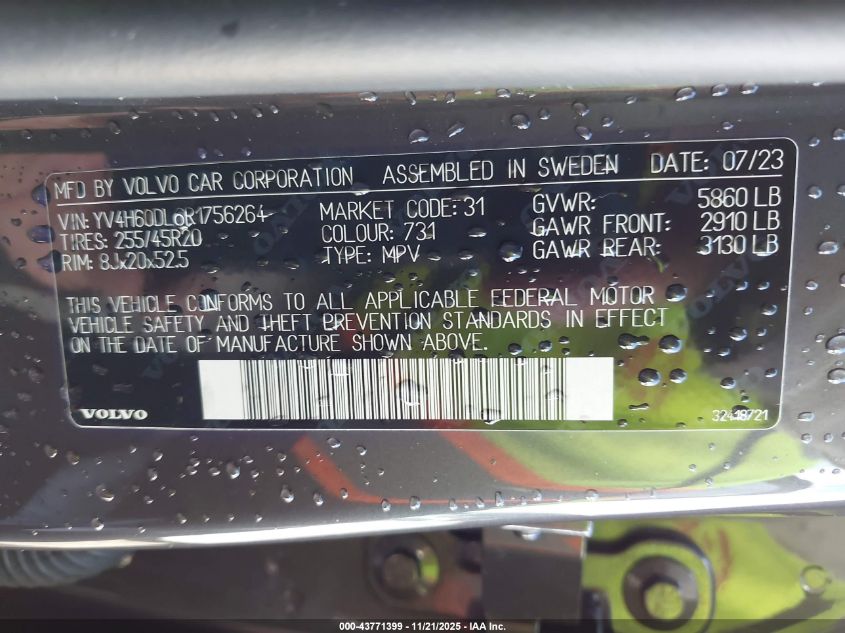 MFD BY VOLVO CAR CORPORATION ASSEMBLED IN SWEDEN DATE: 07/23
VIN: YV4H60DL6R1756264 MARKET CODE: 31 GVWR: 5860 LB
TIRES: 255/45R20 COLOUR: 731 GAWR FRONT: 2910 LB
RIM: 8Jx20x52.5 TYPE: MPV GAWR REAR: 3130 LB
THIS VEHICLE CONFORMS TO ALL APPLICABLE FEDERAL MOTOR
VEHICLE SAFETY AND THEFT PREVENTION STANDARDS IN EFFECT
ON THE DATE OF MANUFACTURE SHOWN ABOVE.
VOLVO 32418721
000-43771399 - 11/21/2025 - IAAI.com